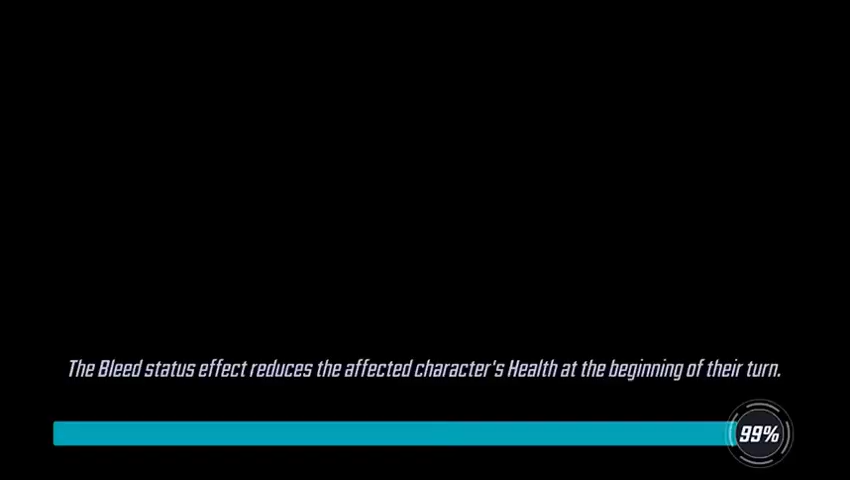 The Bleed status effect reduces the affected character's Health at the beginning of their turn.
99%